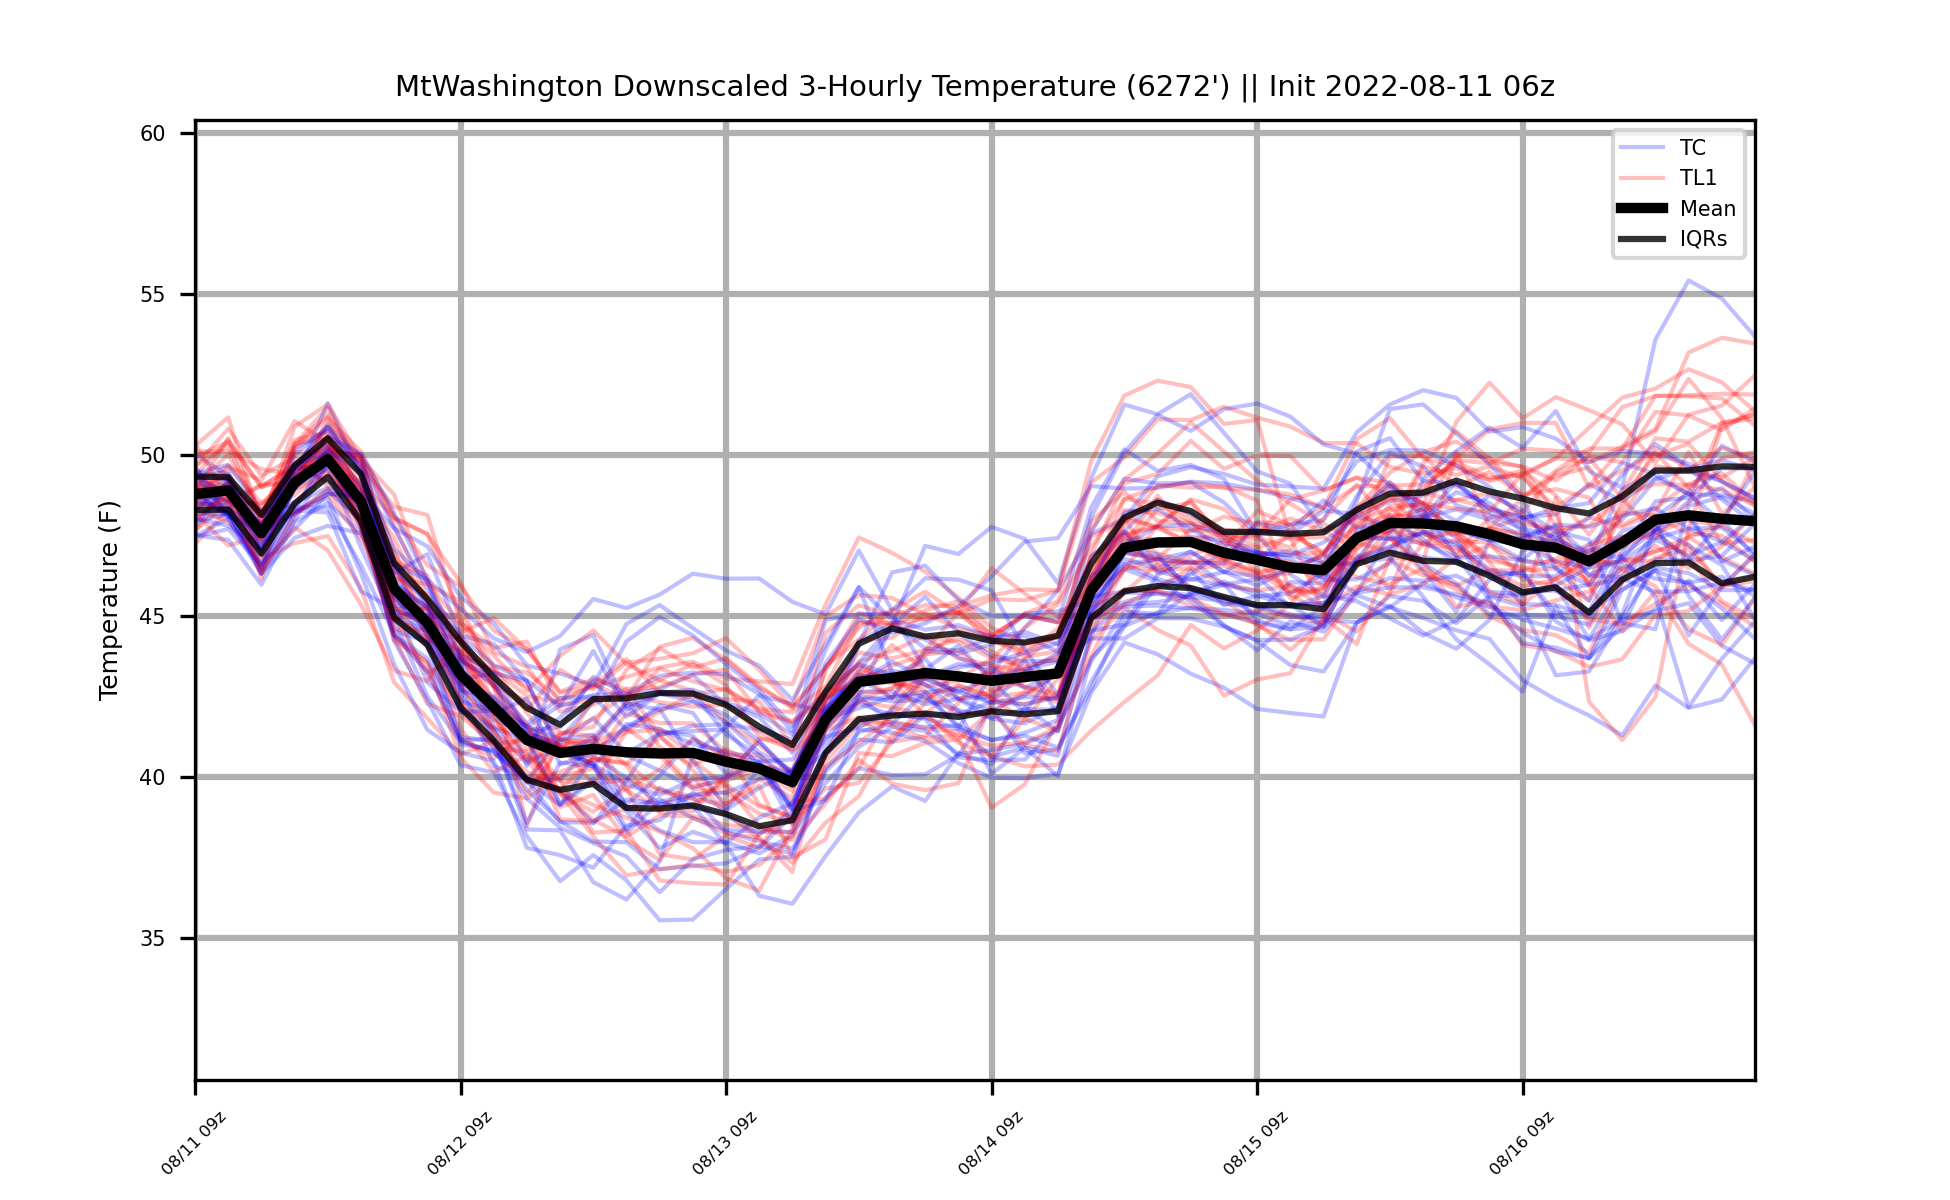 MtWashington Downscaled 3-Hourly Temperature (6272') || Init 2022-08-11 06z
60
55
50
45
40
35
Temperature (F)
TC
TL1
Mean
IQRs
08/11 09z
08/12 09z
08/13 09z
08/14 09z
08/15 09z
08/16 09z